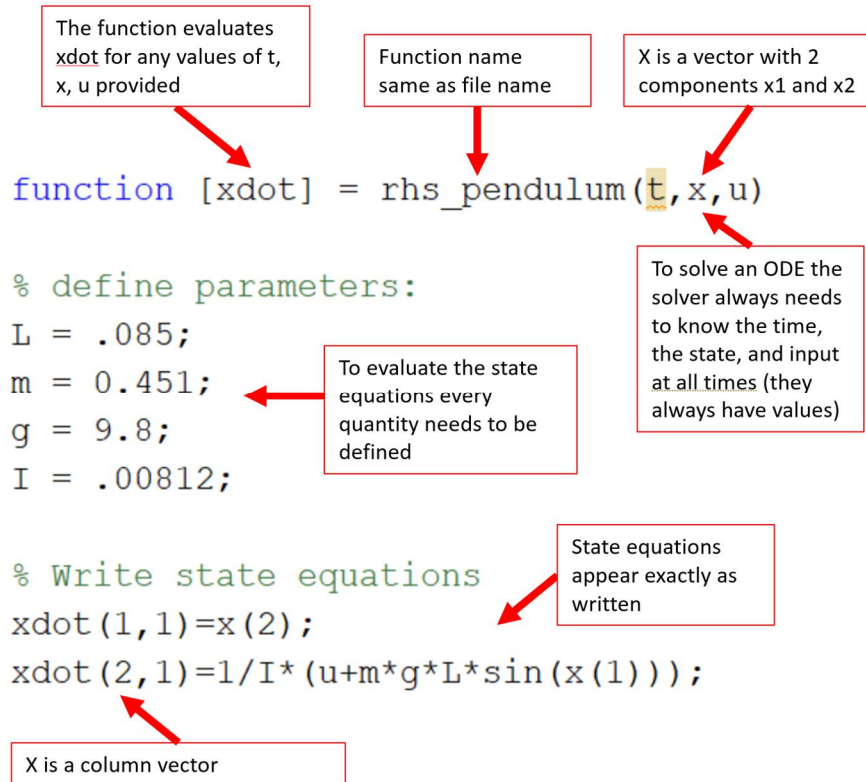 The function evaluates
xdot for any values of t,
x, u provided
Function name
same as file name
X is a vector with 2
components x1 and x2
function [xdot] = rhs_pendulum(t,x,u)
To solve an ODE the
solver always needs
to know the time,
the state, and input
at all times (they
always have values)
% define parameters:
L = .085;
m = 0.451;
g = 9.8;
I = .00812;
To evaluate the state
equations every
quantity needs to be
defined
State equations
appear exactly as
written
% Write state equations
xdot(1,1)=x(2);
xdot(2,1)=1/I*(u+m*g*L*sin(x(1)));
X is a column vector